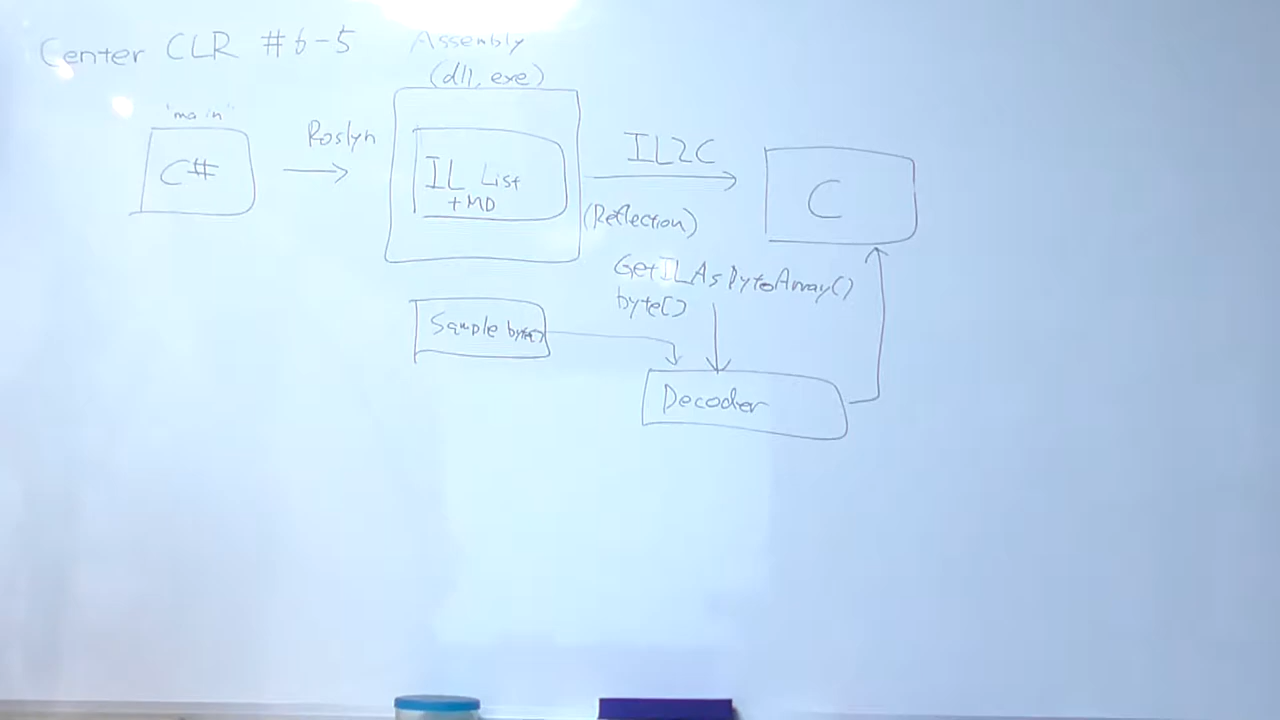 Center CLR #6-5
Assembly
(dll, exe)
"main"
C#
Roslyn
IL List
+MD
IL2C
(Reflection)
C
GetILAsByteArray()
byte[]
Sample byte[]
Decoder